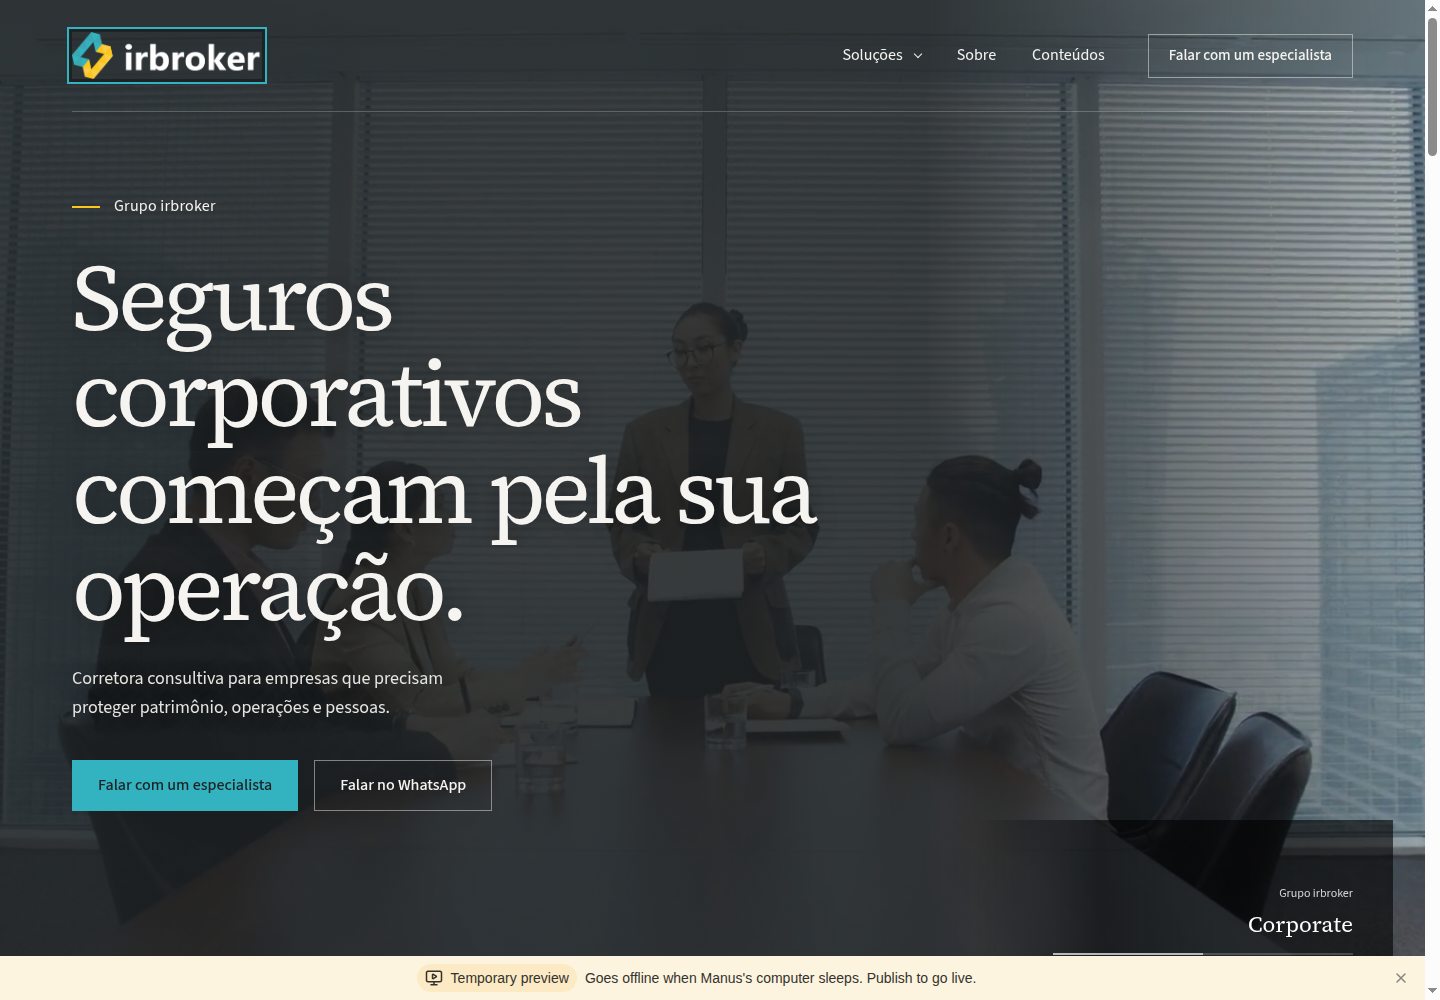 irbroker
Soluções
Sobre
Conteúdos
Falar com um especialista
Grupo irbroker
Seguros
corporativos
começam pela sua
operação.
Corretora consultiva para empresas que precisam
proteger patrimônio, operações e pessoas.
Falar com um especialista
Falar no WhatsApp
Grupo irbroker
Corporate
Temporary preview
Goes offline when Manus's computer sleeps. Publish to go live.